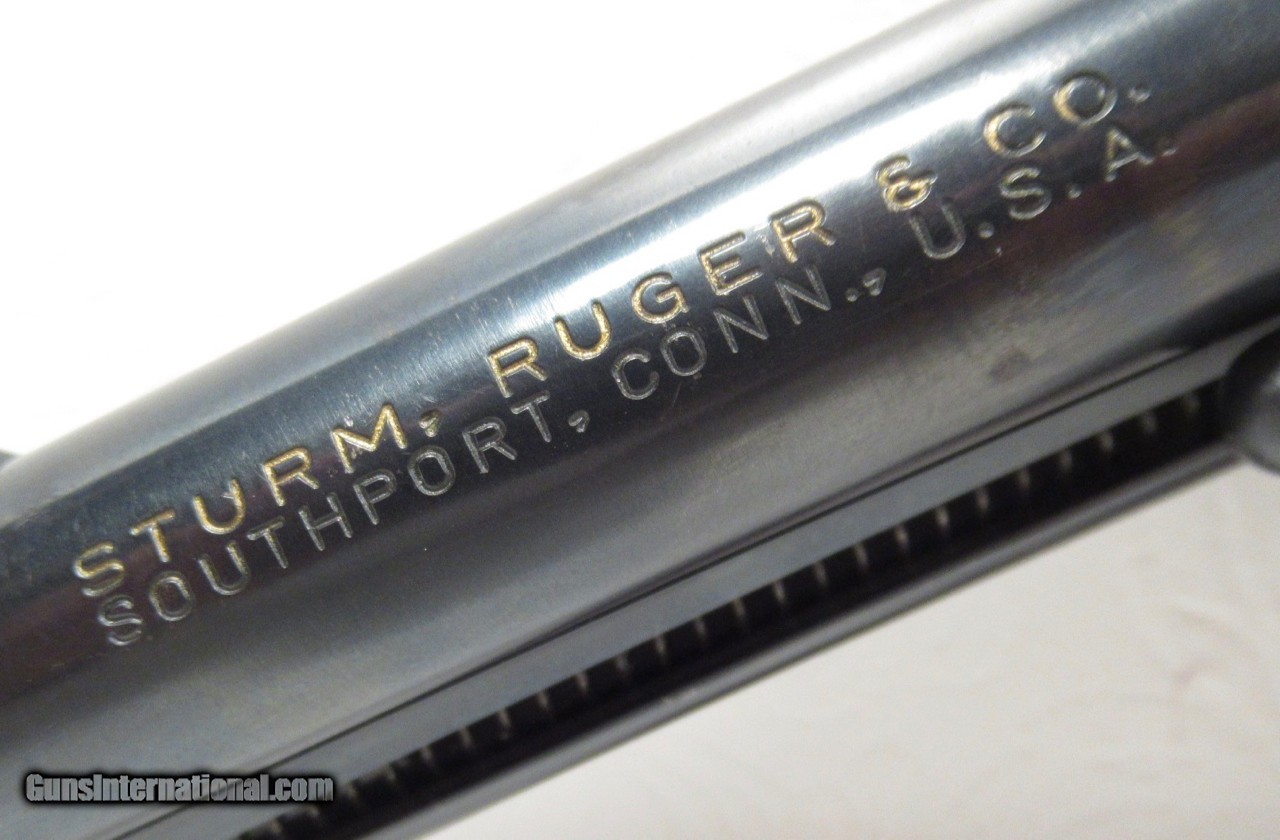 STURM, RUGER & CO.
SOUTHPORT, CONN., U.S.A.
GunsInternational.com